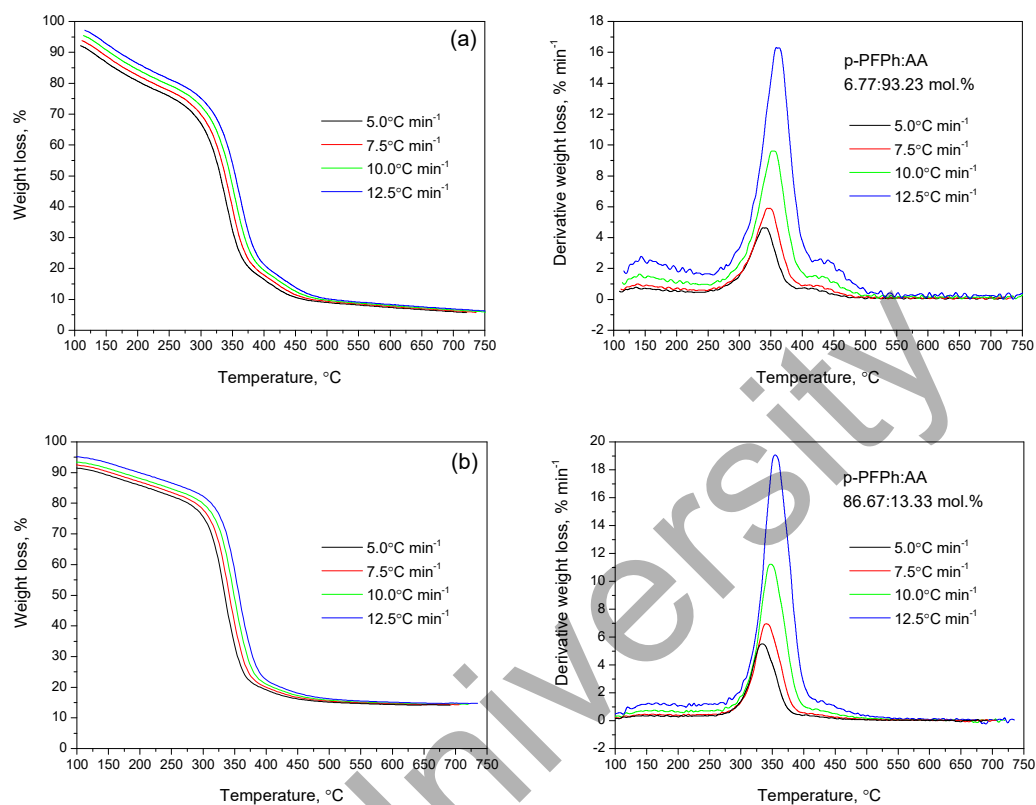 (a)
Weight loss, %
100
90
80
70
60
50
40
30
20
10
0
5.0°C min-1
7.5°C min-1
10.0°C min-1
12.5°C min-1
100 150 200 250 300 350 400 450 500 550 600 650 700 750
Temperature, °C
Derivative weight loss, % min-1
18
16
14
12
10
8
6
4
2
0
-2
p-PFPh:AA
6.77:93.23 mol.%
5.0°C min-1
7.5°C min-1
10.0°C min-1
12.5°C min-1
100 150 200 250 300 350 400 450 500 550 600 650 700 750
Temperature, °C
(b)
Weight loss, %
100
90
80
70
60
50
40
30
20
10
0
5.0°C min-1
7.5°C min-1
10.0°C min-1
12.5°C min-1
100 150 200 250 300 350 400 450 500 550 600 650 700 750
Temperature, °C
Derivative weight loss, % min-1
20
18
16
14
12
10
8
6
4
2
0
-2
p-PFPh:AA
86.67:13.33 mol.%
5.0°C min-1
7.5°C min-1
10.0°C min-1
12.5°C min-1
100 150 200 250 300 350 400 450 500 550 600 650 700 750
Temperature, °C
University